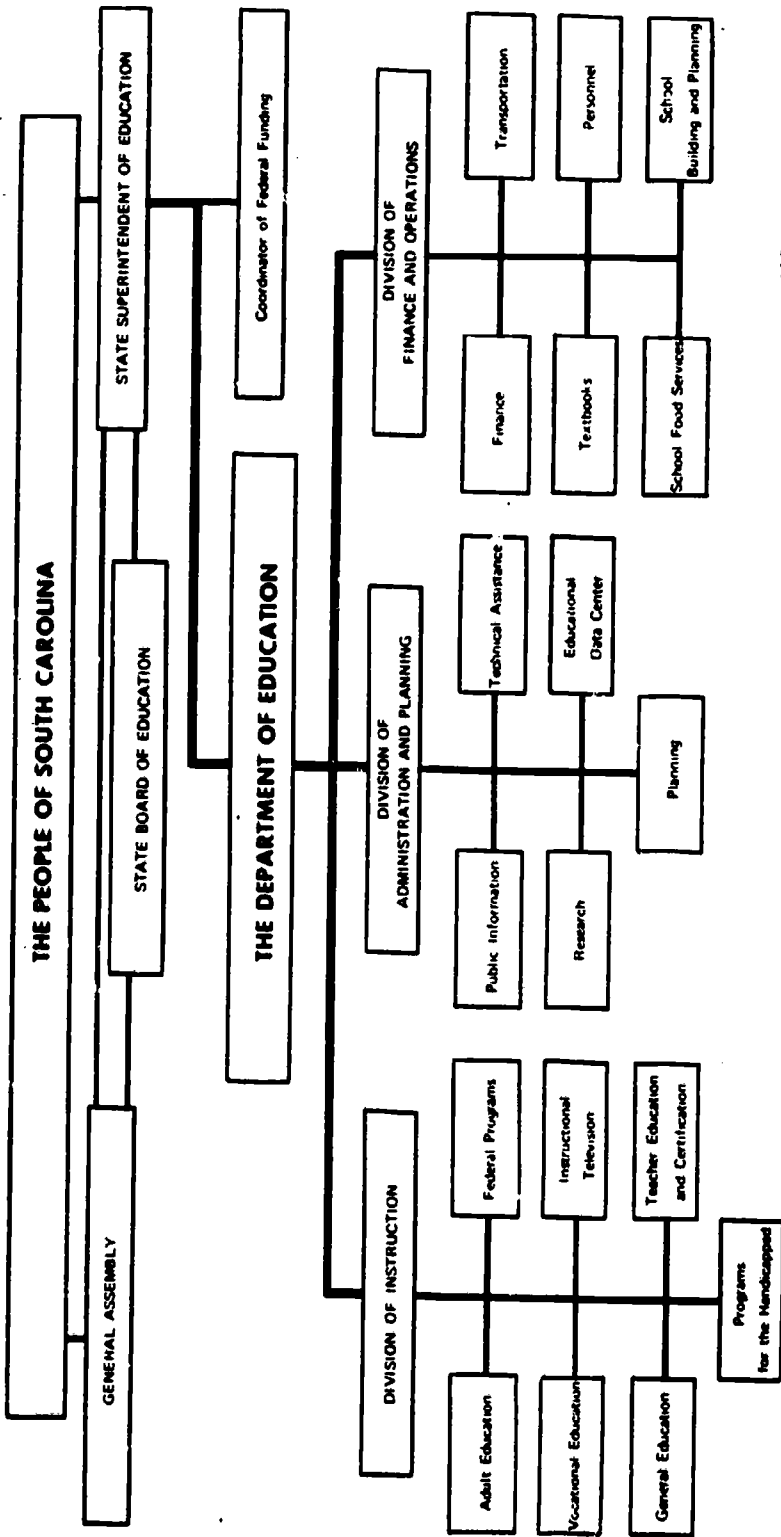 THE PEOPLE OF SOUTH CAROLINA
GENERAL ASSEMBLY
STATE BOARD OF EDUCATION
STATE SUPERINTENDENT OF EDUCATION
THE DEPARTMENT OF EDUCATION
Coordinator of Federal Funding
DIVISION OF INSTRUCTION
Adult Education
Federal Programs
Vocational Education
Instructional
Television
General Education
Teacher Education
and Certification
Programs
for the Handicapped
DIVISION OF
ADMINISTRATION AND PLANNING
Public Information
Technical Assistance
Research
Educational
Data Center
Planning
DIVISION OF
FINANCE AND OPERATIONS
Finance
Transportation
Textbooks
Personnel
School Food Services
School
Building and Planning